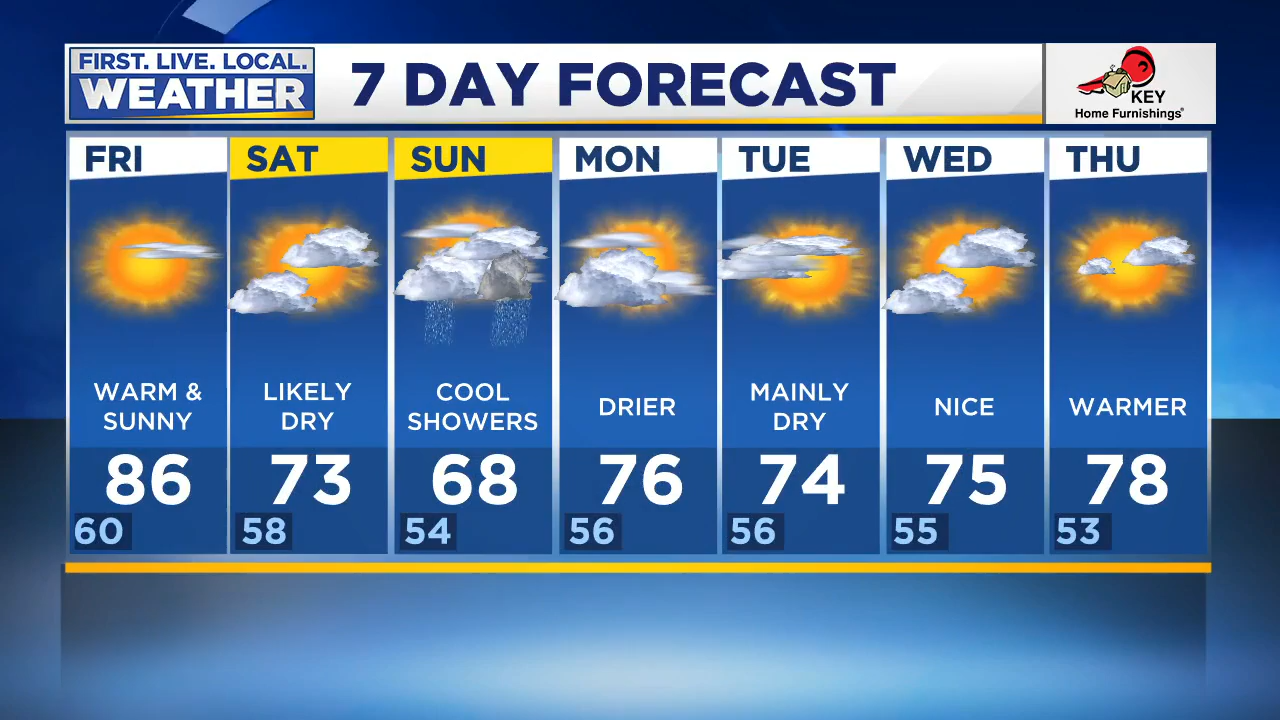 FIRST. LIVE. LOCAL.
WEATHER
7 DAY FORECAST
KEY
Home Furnishings®
FRI
SAT
SUN
MON
TUE
WED
THU
WARM &
SUNNY
LIKELY
DRY
COOL
SHOWERS
DRIER
MAINLY
DRY
NICE
WARMER
86
73
68
76
74
75
78
60
58
54
56
56
55
53